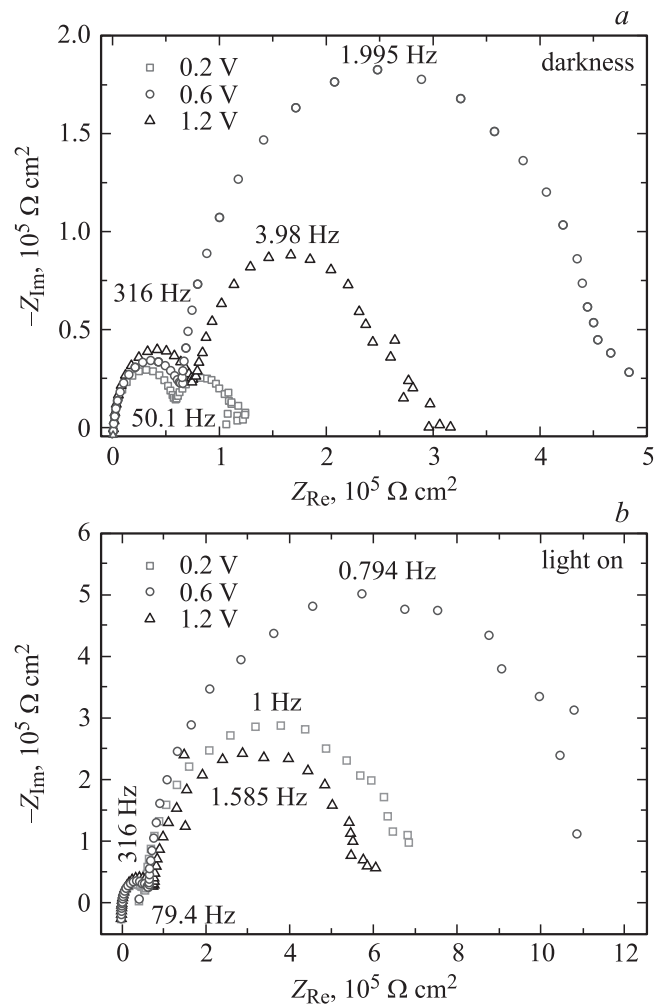 a
2.0
1.995 Hz
0.2 V
darkness
0.6 V
1.2 V
1.5
−Z_Im, 10^5 Ω cm^2
1.0
3.98 Hz
316 Hz
0.5
50.1 Hz
0
0 1 2 3 4 5
Z_Re, 10^5 Ω cm^2
b
6
0.2 V
light on
0.794 Hz
0.6 V
5
1.2 V
4
−Z_Im, 10^5 Ω cm^2
1 Hz
3
2
1.585 Hz
316 Hz
1
0
79.4 Hz
0 2 4 6 8 10 12
Z_Re, 10^5 Ω cm^2